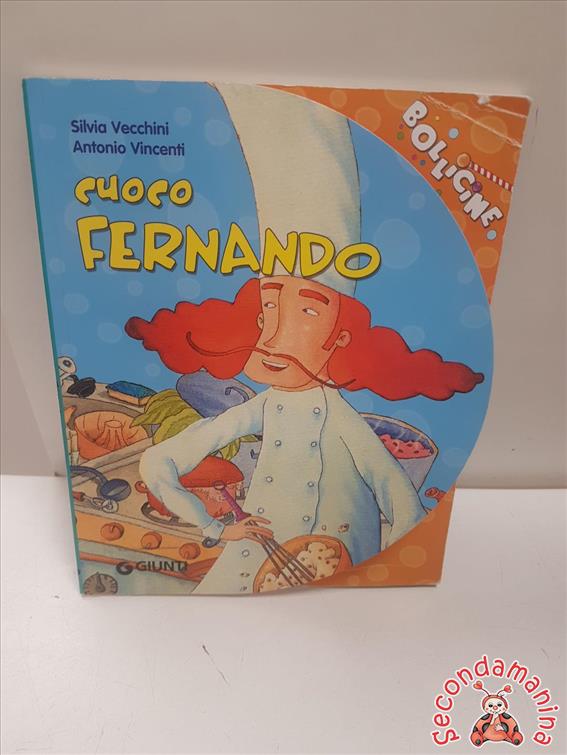 Silvia Vecchini
Antonio Vincenti
CUOCO
FERNANDO
BOLLICINE
GIUNTI
Secondamanina